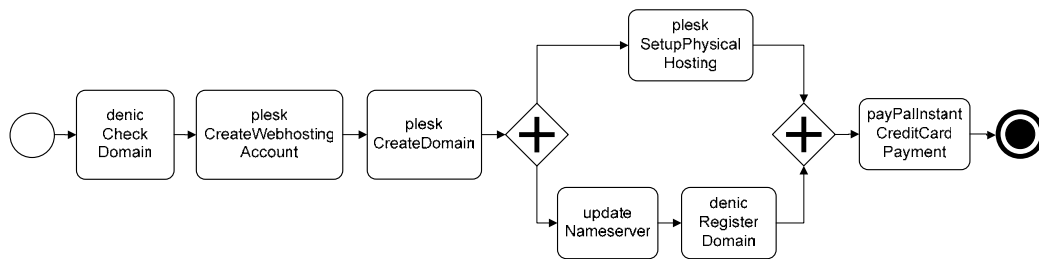 denic
Check
Domain
plesk
CreateWebhosting
Account
plesk
CreateDomain
plesk
SetupPhysical
Hosting
update
Nameserver
denic
Register
Domain
payPalInstant
CreditCard
Payment